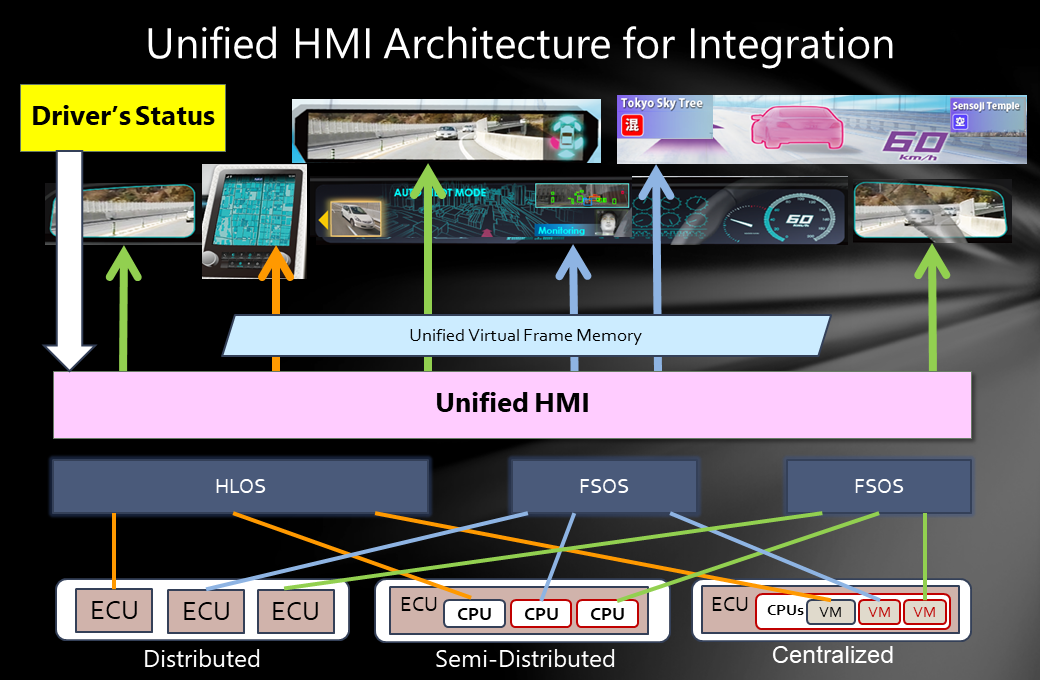 Unified HMI Architecture for Integration
Driver's Status
Tokyo Sky Tree
混
60
km/h
Sensoji Temple
空
AUTO PILOT MODE
Monitoring
60
Unified Virtual Frame Memory
Unified HMI
HLOS
FSOS
FSOS
ECU
ECU
ECU
ECU
CPU
CPU
CPU
ECU
CPUs
VM
VM
VM
Distributed
Semi-Distributed
Centralized